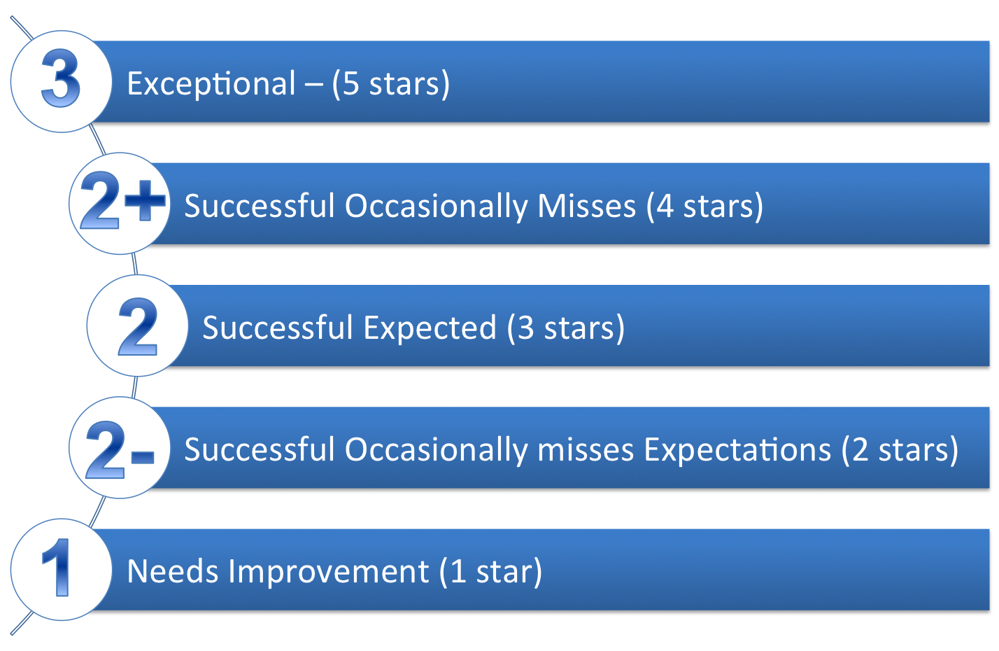 3
Exceptional – (5 stars)
2+
Successful Occasionally Misses (4 stars)
2
Successful Expected (3 stars)
2-
Successful Occasionally misses Expectations (2 stars)
1
Needs Improvement (1 star)